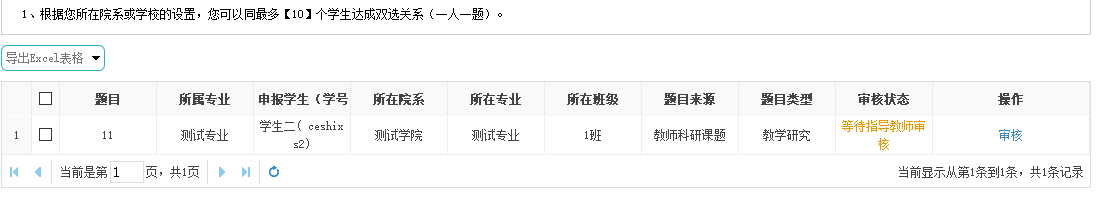 1、根据您所在院系或学校的设置，您可以同最多【10】个学生达成双选关系（一人一题）。
导出Excel表格
题目 所属专业 申报学生（学号 所在院系 所在专业 所在班级 题目来源 题目类型 审核状态 操作
1 11 测试专业 学生二( ceshixs2) 测试学院 测试专业 1班 教师科研课题 教学研究 等待指导教师审核 审核
当前是第 1 页，共1页 当前显示从第1条到1条，共1条记录